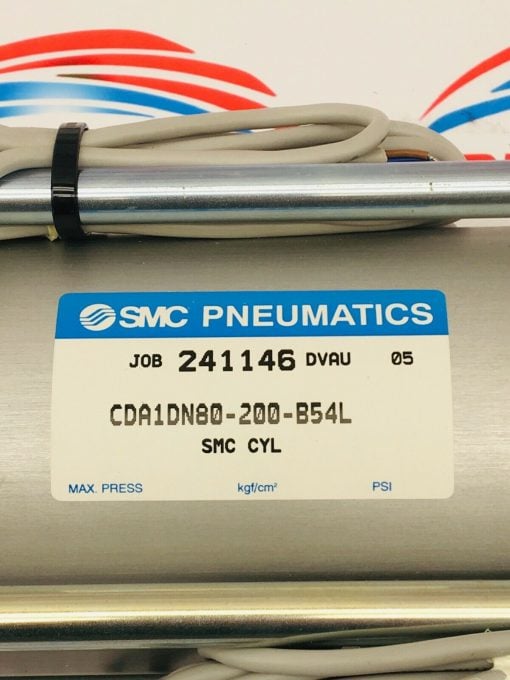 SMC PNEUMATICS
JOB 241146 DVAU 05
CDA1DN80-200-B54L
SMC CYL
MAX. PRESS kgf/cm² PSI